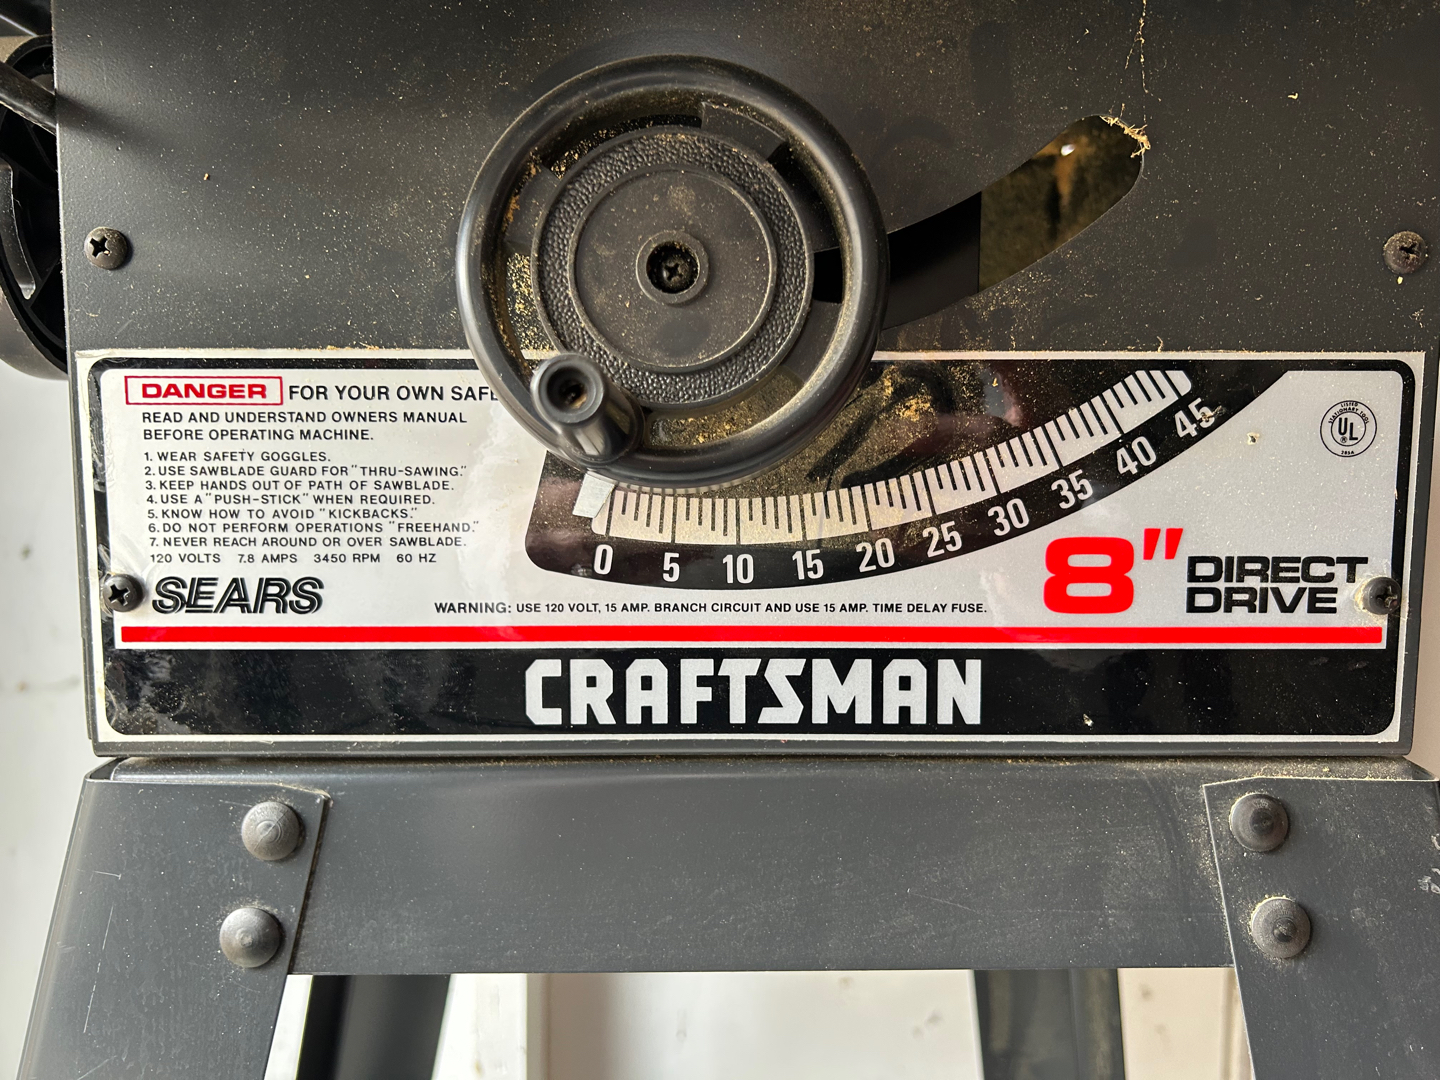 DANGER FOR YOUR OWN SAFE
READ AND UNDERSTAND OWNERS MANUAL
BEFORE OPERATING MACHINE.
1. WEAR SAFETY GOGGLES.
2. USE SAWBLADE GUARD FOR "THRU-SAWING."
3. KEEP HANDS OUT OF PATH OF SAWBLADE.
4. USE A "PUSH-STICK" WHEN REQUIRED.
5. KNOW HOW TO AVOID "KICKBACKS."
6. DO NOT PERFORM OPERATIONS "FREEHAND."
7. NEVER REACH AROUND OR OVER SAWBLADE.
120 VOLTS 7.8 AMPS 3450 RPM 60 HZ
SEARS
0 5 10 15 20 25 30 35 40 45
LISTED
STATIONARY TOOL
UL ®
WARNING: USE 120 VOLT, 15 AMP. BRANCH CIRCUIT AND USE 15 AMP. TIME DELAY FUSE.
8" DIRECT
DRIVE
CRAFTSMAN